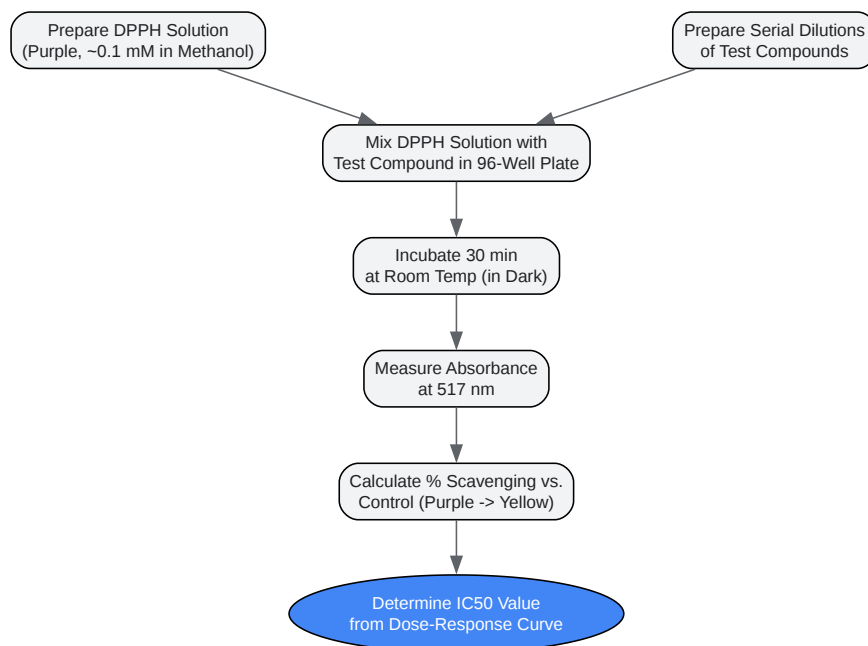 Prepare DPPH Solution
(Purple, ~0.1 mM in Methanol)
Prepare Serial Dilutions
of Test Compounds
Mix DPPH Solution with
Test Compound in 96-Well Plate
Incubate 30 min
at Room Temp (in Dark)
Measure Absorbance
at 517 nm
Calculate % Scavenging vs.
Control (Purple -> Yellow)
Determine IC50 Value
from Dose-Response Curve